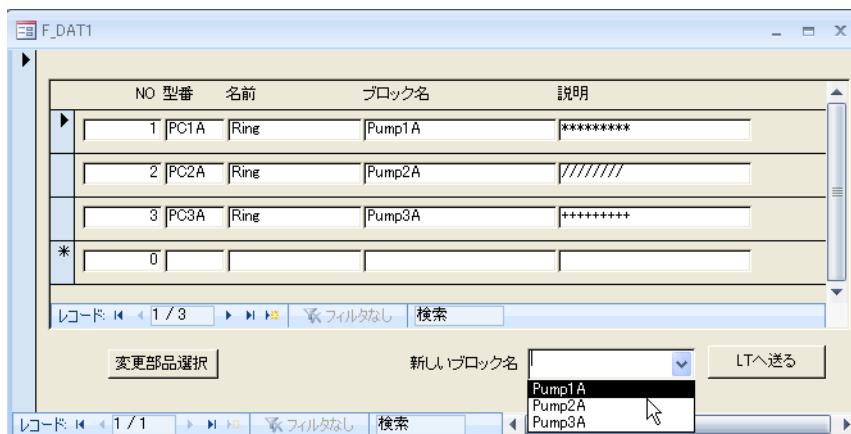 F_DAT1
NO 型番 名前 ブロック名 説明
1 PC1A Ring Pump1A *********
2 PC2A Ring Pump2A ////////
3 PC3A Ring Pump3A +++++++++
* 0
レコード: 1 / 3 フィルタなし 検索
変更部品選択 新しいブロック名 LTへ送る
Pump1A
Pump2A
Pump3A
レコード: 1 / 1 フィルタなし 検索